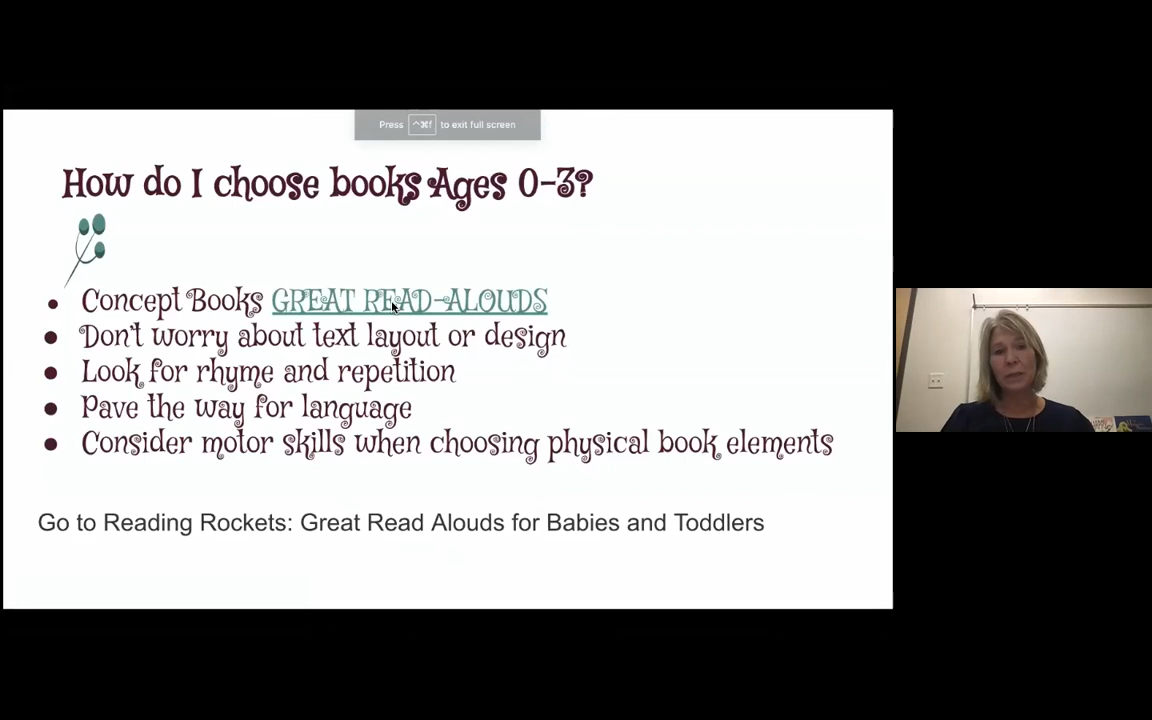 Press ^⌘f to exit full screen
How do I choose books Ages 0-3?
● Concept Books GREAT READ-ALOUDS
● Don't worry about text layout or design
● Look for rhyme and repetition
● Pave the way for language
● Consider motor skills when choosing physical book elements
Go to Reading Rockets: Great Read Alouds for Babies and Toddlers